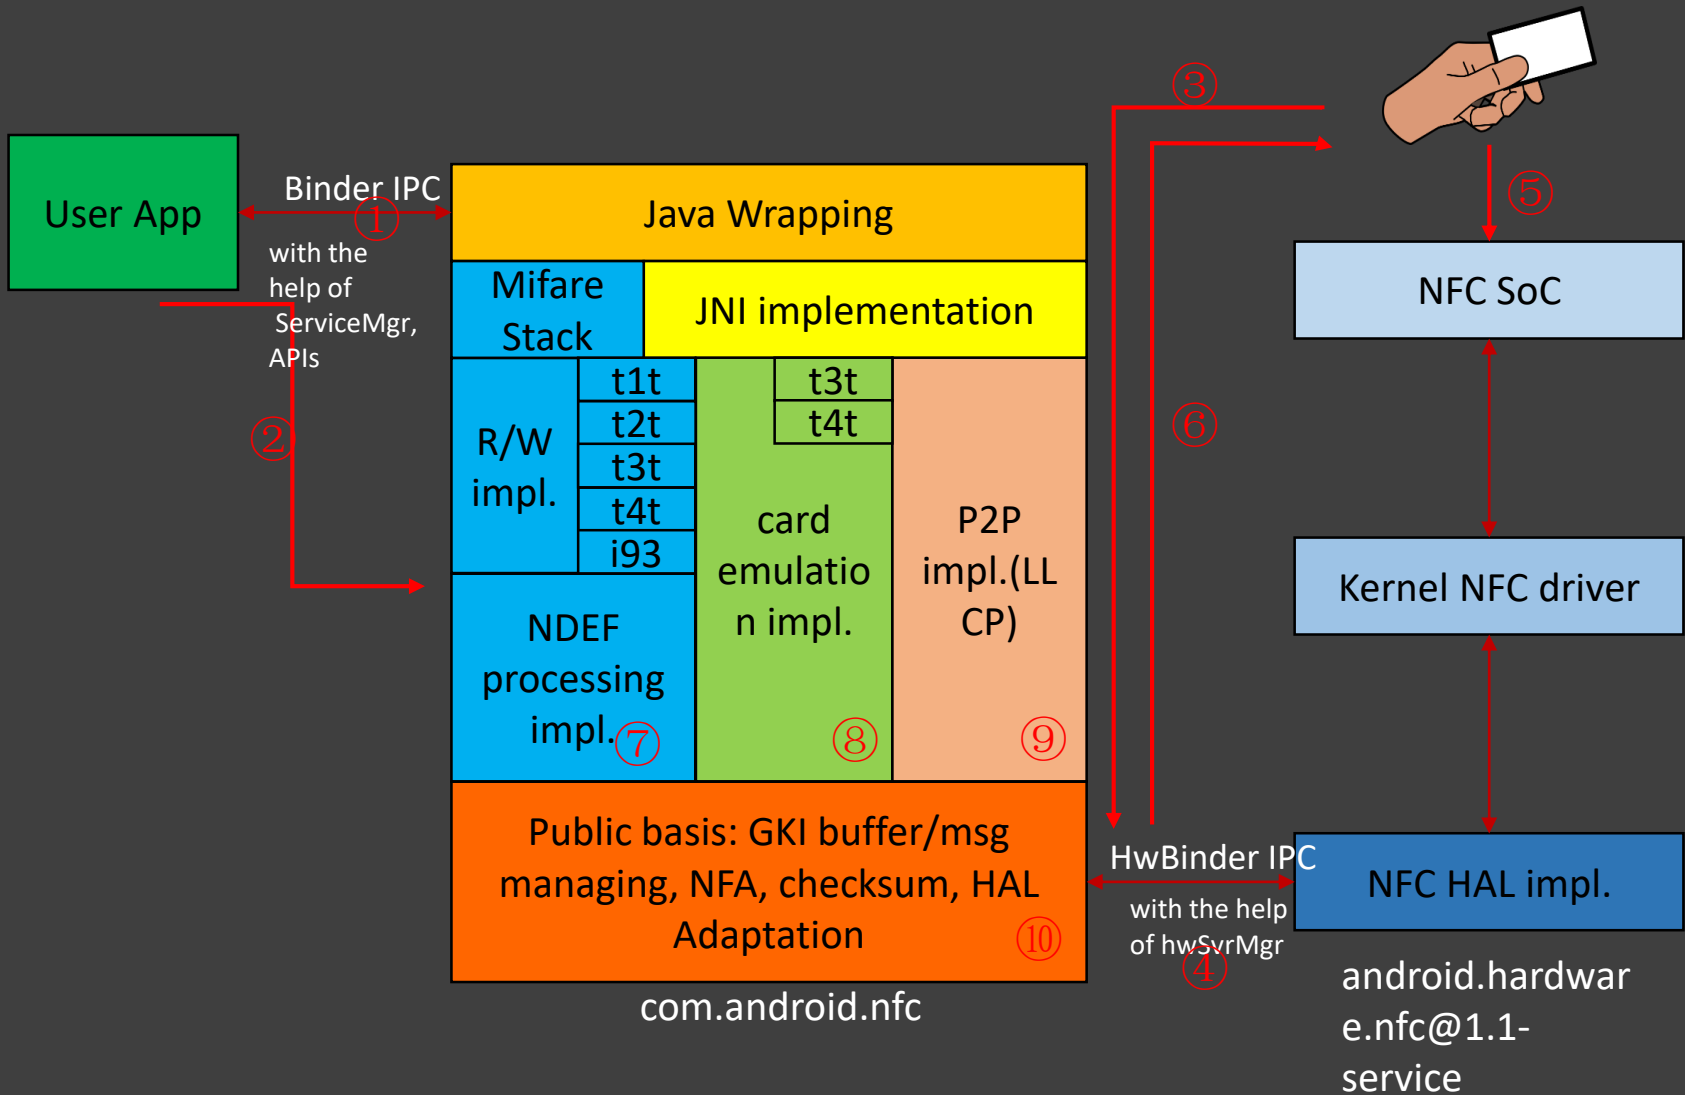 ③
User App
Binder IPC
①
with the
help of
ServiceMgr,
APIs
②
Java Wrapping
Mifare
Stack
JNI implementation
R/W
impl.
t1t
t2t
t3t
t4t
i93
NDEF
processing
impl.
⑦
t3t
t4t
card
emulatio
n impl.
⑧
P2P
impl.(LL
CP)
⑨
Public basis: GKI buffer/msg
managing, NFA, checksum, HAL
Adaptation
⑩
com.android.nfc
⑥
⑤
NFC SoC
Kernel NFC driver
HwBinder IPC
with the help
of hwSvrMgr
④
NFC HAL impl.
android.hardwar
e.nfc@1.1-
service